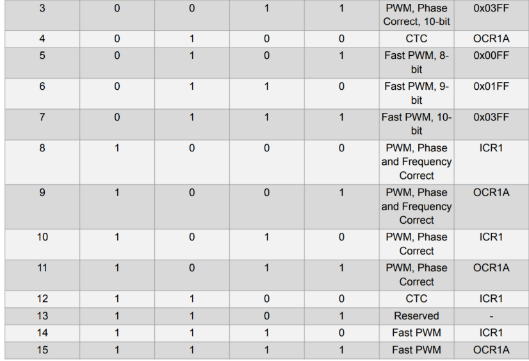 3 0 0 1 1 PWM, Phase 0x03FF
Correct, 10-bit
4 0 1 0 0 CTC OCR1A
5 0 1 0 1 Fast PWM, 8- 0x00FF
bit
6 0 1 1 0 Fast PWM, 9- 0x01FF
bit
7 0 1 1 1 Fast PWM, 10- 0x03FF
bit
8 1 0 0 0 PWM, Phase ICR1
and Frequency
Correct
9 1 0 0 1 PWM, Phase OCR1A
and Frequency
Correct
10 1 0 1 0 PWM, Phase ICR1
Correct
11 1 0 1 1 PWM, Phase OCR1A
Correct
12 1 1 0 0 CTC ICR1
13 1 1 0 1 Reserved -
14 1 1 1 0 Fast PWM ICR1
15 1 1 1 1 Fast PWM OCR1A